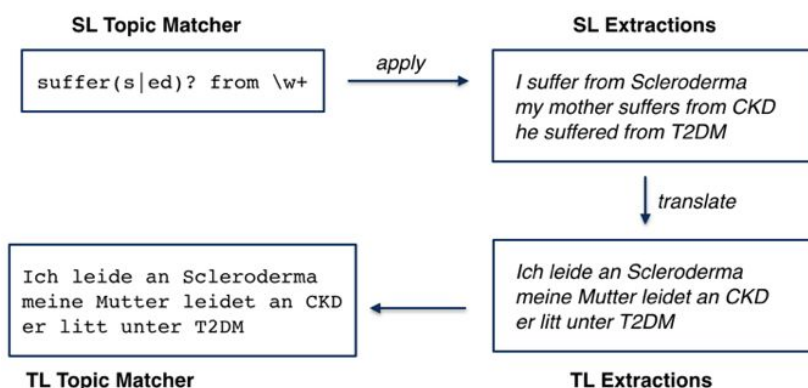 SL Topic Matcher
suffer(s|ed)? from \w+
apply
SL Extractions
I suffer from Scleroderma
my mother suffers from CKD
he suffered from T2DM
translate
Ich leide an Scleroderma
meine Mutter leidet an CKD
er litt unter T2DM
TL Extractions
Ich leide an Scleroderma
meine Mutter leidet an CKD
er litt unter T2DM
TL Topic Matcher